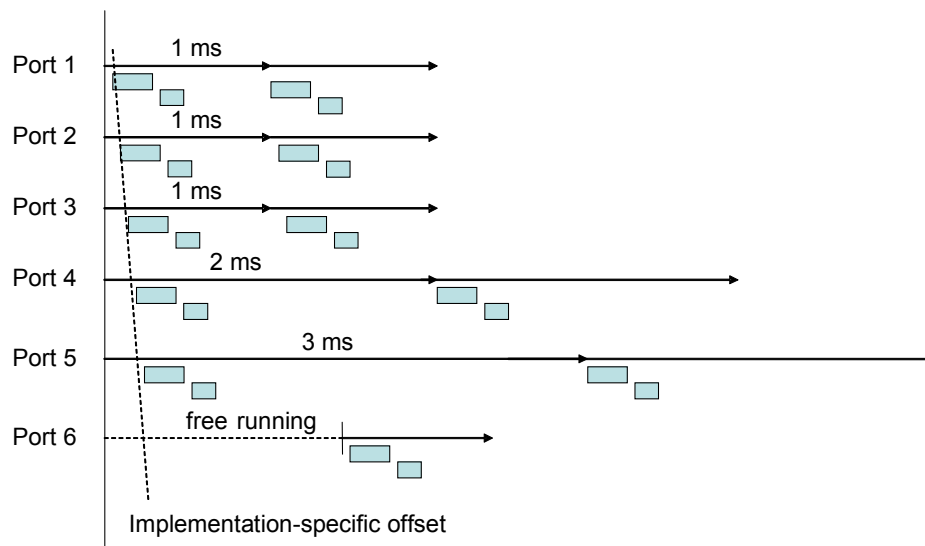 1 ms
Port 1
1 ms
Port 2
1 ms
Port 3
2 ms
Port 4
3 ms
Port 5
free running
Port 6
Implementation-specific offset